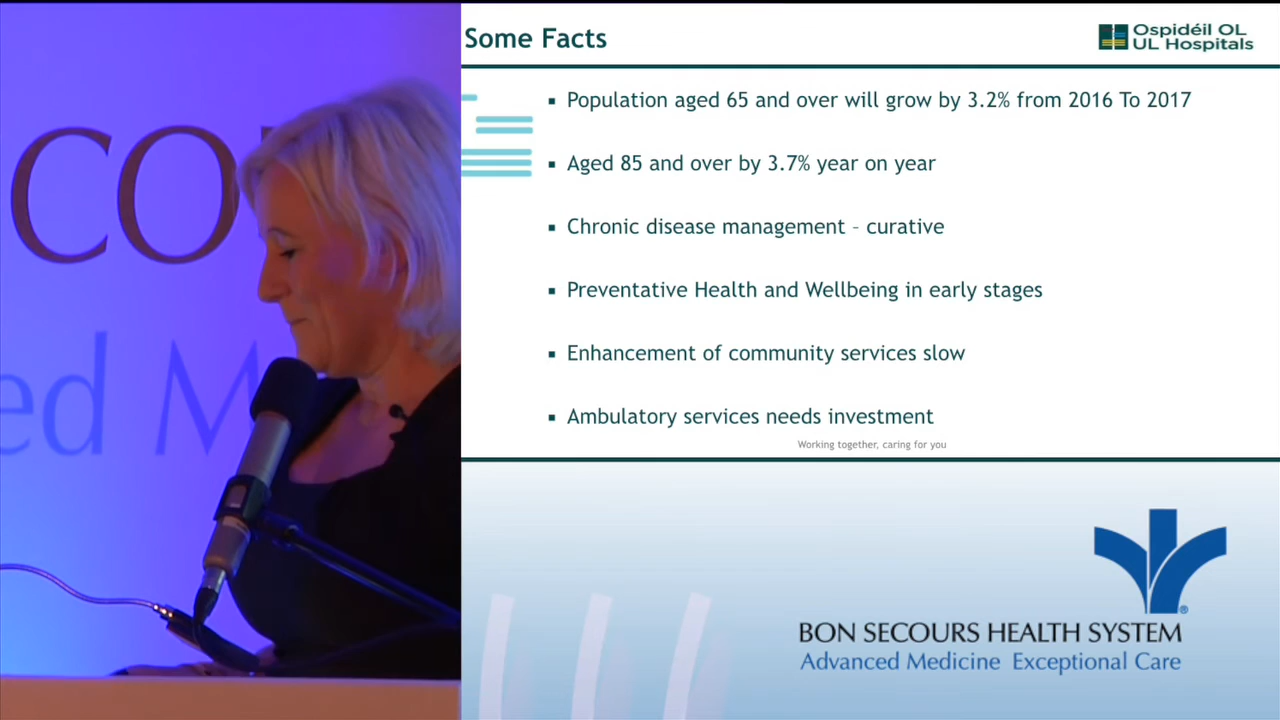 CO
ed M
Some Facts
Ospidéil OL
UL Hospitals
▪ Population aged 65 and over will grow by 3.2% from 2016 To 2017
▪ Aged 85 and over by 3.7% year on year
▪ Chronic disease management – curative
▪ Preventative Health and Wellbeing in early stages
▪ Enhancement of community services slow
▪ Ambulatory services needs investment
Working together, caring for you
®
BON SECOURS HEALTH SYSTEM
Advanced Medicine Exceptional Care